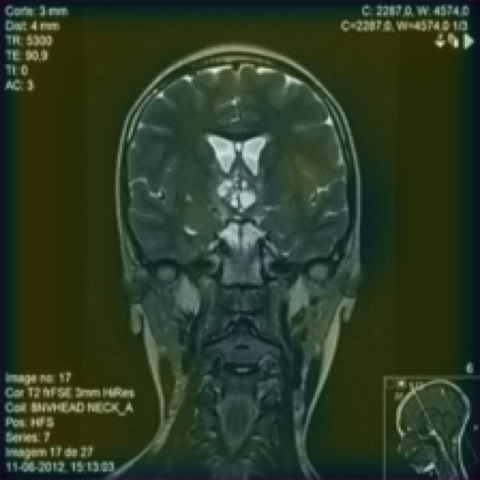 Corte: 3 mm
Dist: 4 mm
TR: 5300
TE: 90,9
TI: 0
AC: 3
C: 2287,0, W: 4574,0
C=2287,0, W=4574,0 1/3
Image no: 17
Cor T2 frFSE 3mm HiRes
Coil: 8NVHEAD NECK_A
Pos: HFS
Series: 7
Imagem 17 de 27
11-06-2012, 15:13:03
6